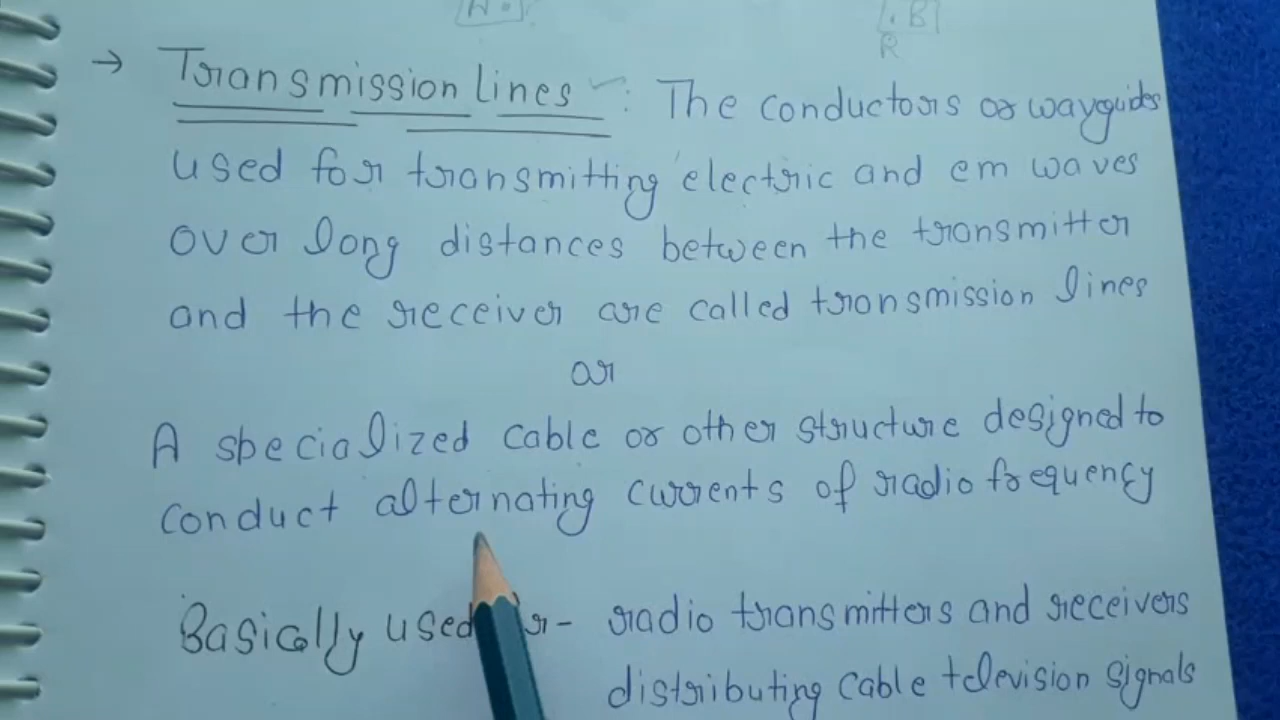 → Transmission lines : The conductors or wayguides
used for transmitting electric and em waves
over long distances between the transmitter
and the receiver are called transmission lines
or
A specialized cable or other structure designed to
conduct alternating currents of radio frequency
Basically used - radio transmitters and receivers
distributing cable television signals